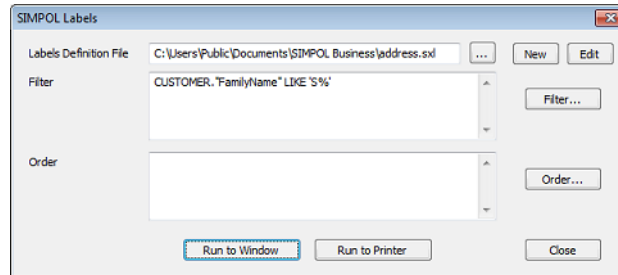 SIMPOL Labels
Labels Definition File C:\Users\Public\Documents\SIMPOL Business\address.sxl ... New Edit
Filter CUSTOMER."FamilyName" LIKE 'S%' Filter...
Order Order...
Run to Window Run to Printer Close